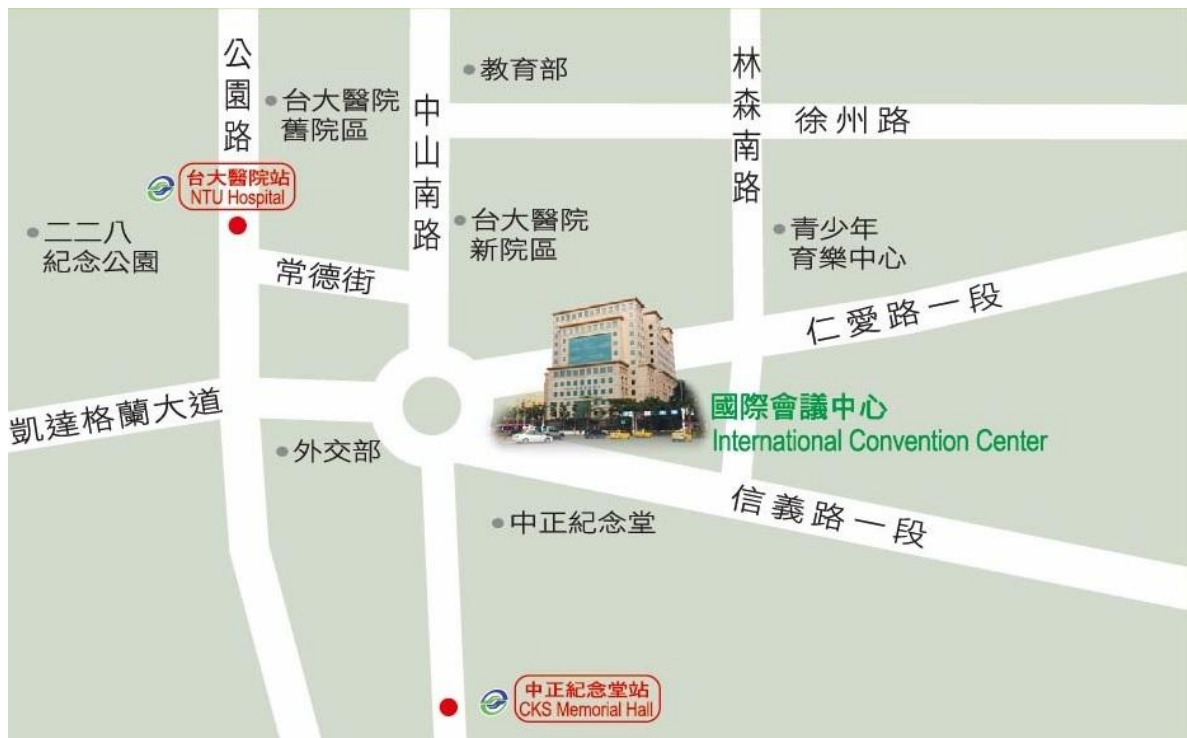 公園路
台大醫院
舊院區
中山南路
教育部
林森南路
徐州路
台大醫院站
NTU Hospital
二二八
紀念公園
常德街
台大醫院
新院區
青少年
育樂中心
仁愛路一段
凱達格蘭大道
外交部
國際會議中心
International Convention Center
中正紀念堂
信義路一段
中正紀念堂站
CKS Memorial Hall